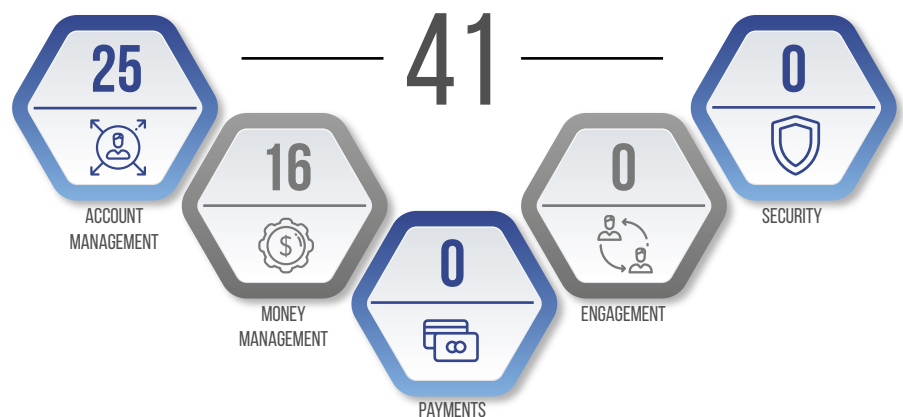 41
25
ACCOUNT
MANAGEMENT
16
$
MONEY
MANAGEMENT
0
PAYMENTS
0
ENGAGEMENT
0
SECURITY